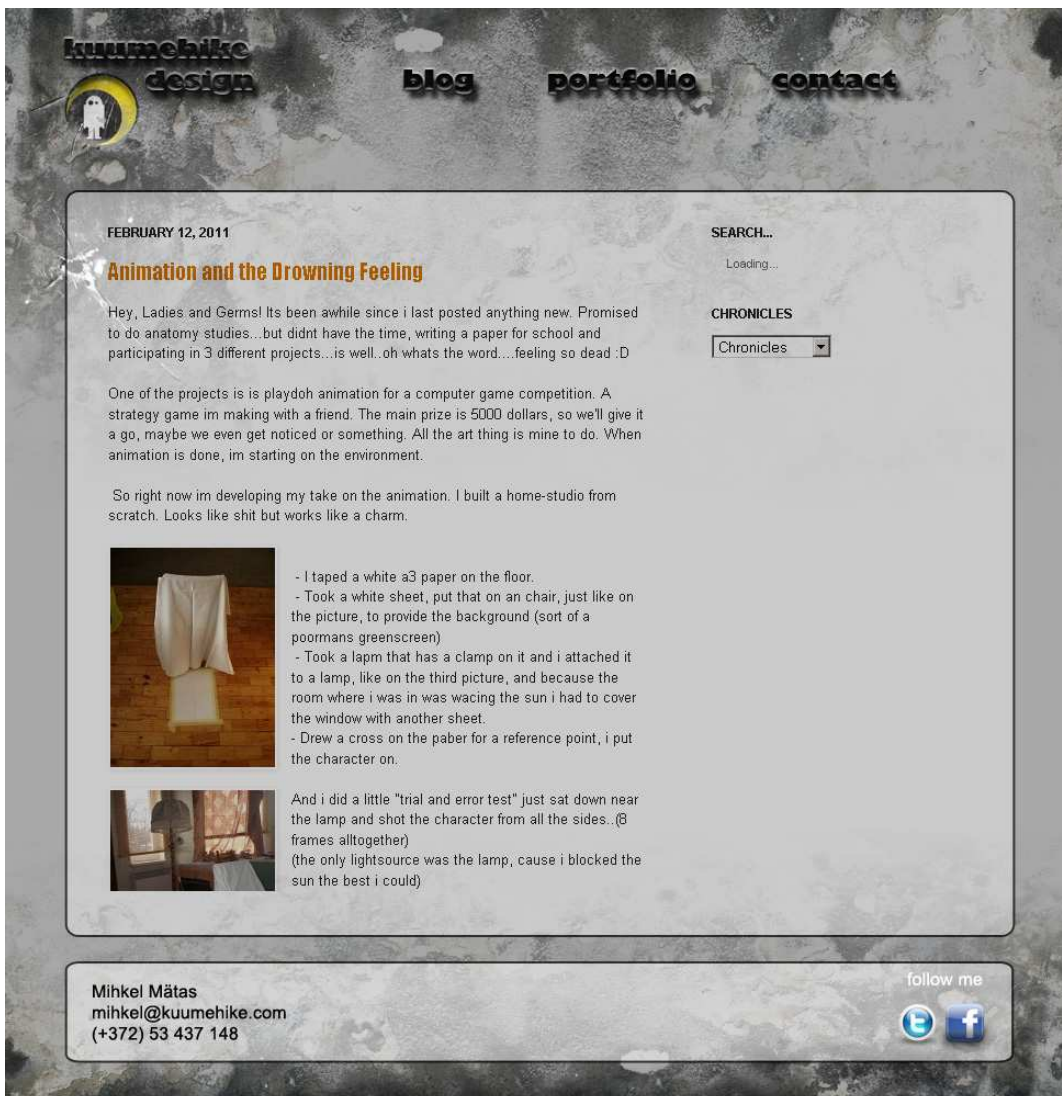 kuumehike
design
blog
portfolio
contact
FEBRUARY 12, 2011
Animation and the Drowning Feeling
Hey, Ladies and Germs! Its been awhile since i last posted anything new. Promised
to do anatomy studies...but didnt have the time, writing a paper for school and
participating in 3 different projects...is well..oh whats the word....feeling so dead :D
One of the projects is is playdoh animation for a computer game competition. A
strategy game im making with a friend. The main prize is 5000 dollars, so we'll give it
a go, maybe we even get noticed or something. All the art thing is mine to do. When
animation is done, im starting on the environment.
So right now im developing my take on the animation. I built a home-studio from
scratch. Looks like shit but works like a charm.
- I taped a white a3 paper on the floor.
- Took a white sheet, put that on an chair, just like on
the picture, to provide the background (sort of a
poormans greenscreen)
- Took a lapm that has a clamp on it and i attached it
to a lamp, like on the third picture, and because the
room where i was in was wacing the sun i had to cover
the window with another sheet.
- Drew a cross on the paber for a reference point, i put
the character on.
And i did a little "trial and error test" just sat down near
the lamp and shot the character from all the sides..(8
frames alltogether)
(the only lightsource was the lamp, cause i blocked the
sun the best i could)
SEARCH...
Loading...
CHRONICLES
Chronicles
Mihkel Mätas
mihkel@kuumehike.com
(+372) 53 437 148
follow me
t
f